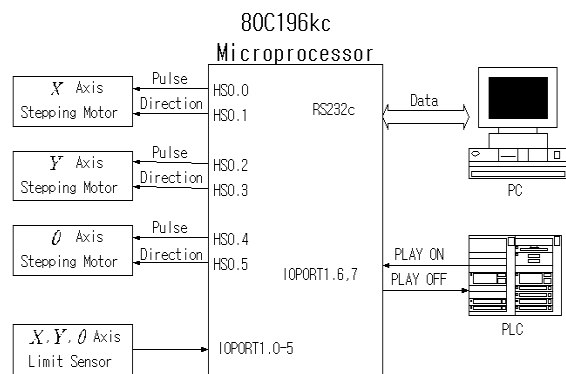 80C196kc
Microprocessor
X Axis
Stepping Motor
Pulse
Direction
HSO.0
HSO.1
RS232c
Data
PC
Y Axis
Stepping Motor
Pulse
Direction
HSO.2
HSO.3
θ Axis
Stepping Motor
Pulse
Direction
HSO.4
HSO.5
IOPORT1.6,7
PLAY ON
PLAY OFF
PLC
X, Y, θ Axis
Limit Sensor
IOPORT1.0-5